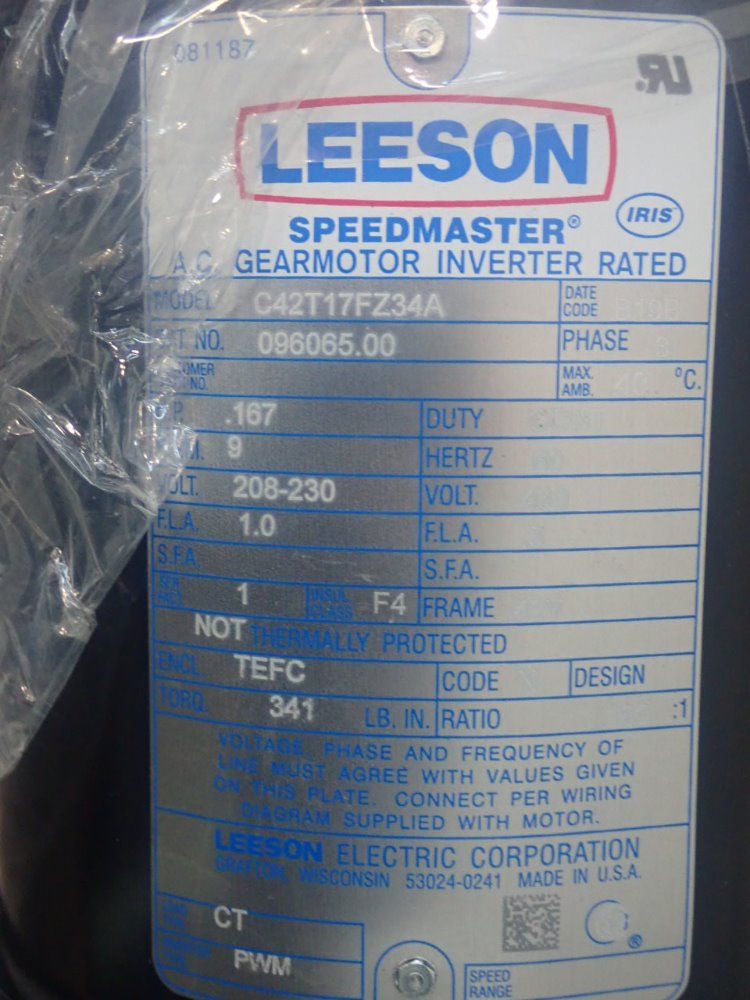 081187
LEESON
SPEEDMASTER® IRIS
A.C. GEARMOTOR INVERTER RATED
MODEL C42T17FZ34A DATE CODE
NO. 096065.00 PHASE
NO. MAX. AMB. 40 °C.
.167 DUTY
9 HERTZ
VOLT. 208-230 VOLT.
F.L.A. 1.0 F.L.A.
S.F.A. S.F.A.
1 INSUL CLASS F4 FRAME
NOT THERMALLY PROTECTED
ENCL. TEFC CODE DESIGN
TORQ. 341 LB. IN. RATIO :1
VOLTAGE, PHASE AND FREQUENCY OF
LINE MUST AGREE WITH VALUES GIVEN
ON THIS PLATE. CONNECT PER WIRING
DIAGRAM SUPPLIED WITH MOTOR.
LEESON ELECTRIC CORPORATION
GRAFTON, WISCONSIN 53024-0241 MADE IN U.S.A.
CT
PWM
SPEED RANGE